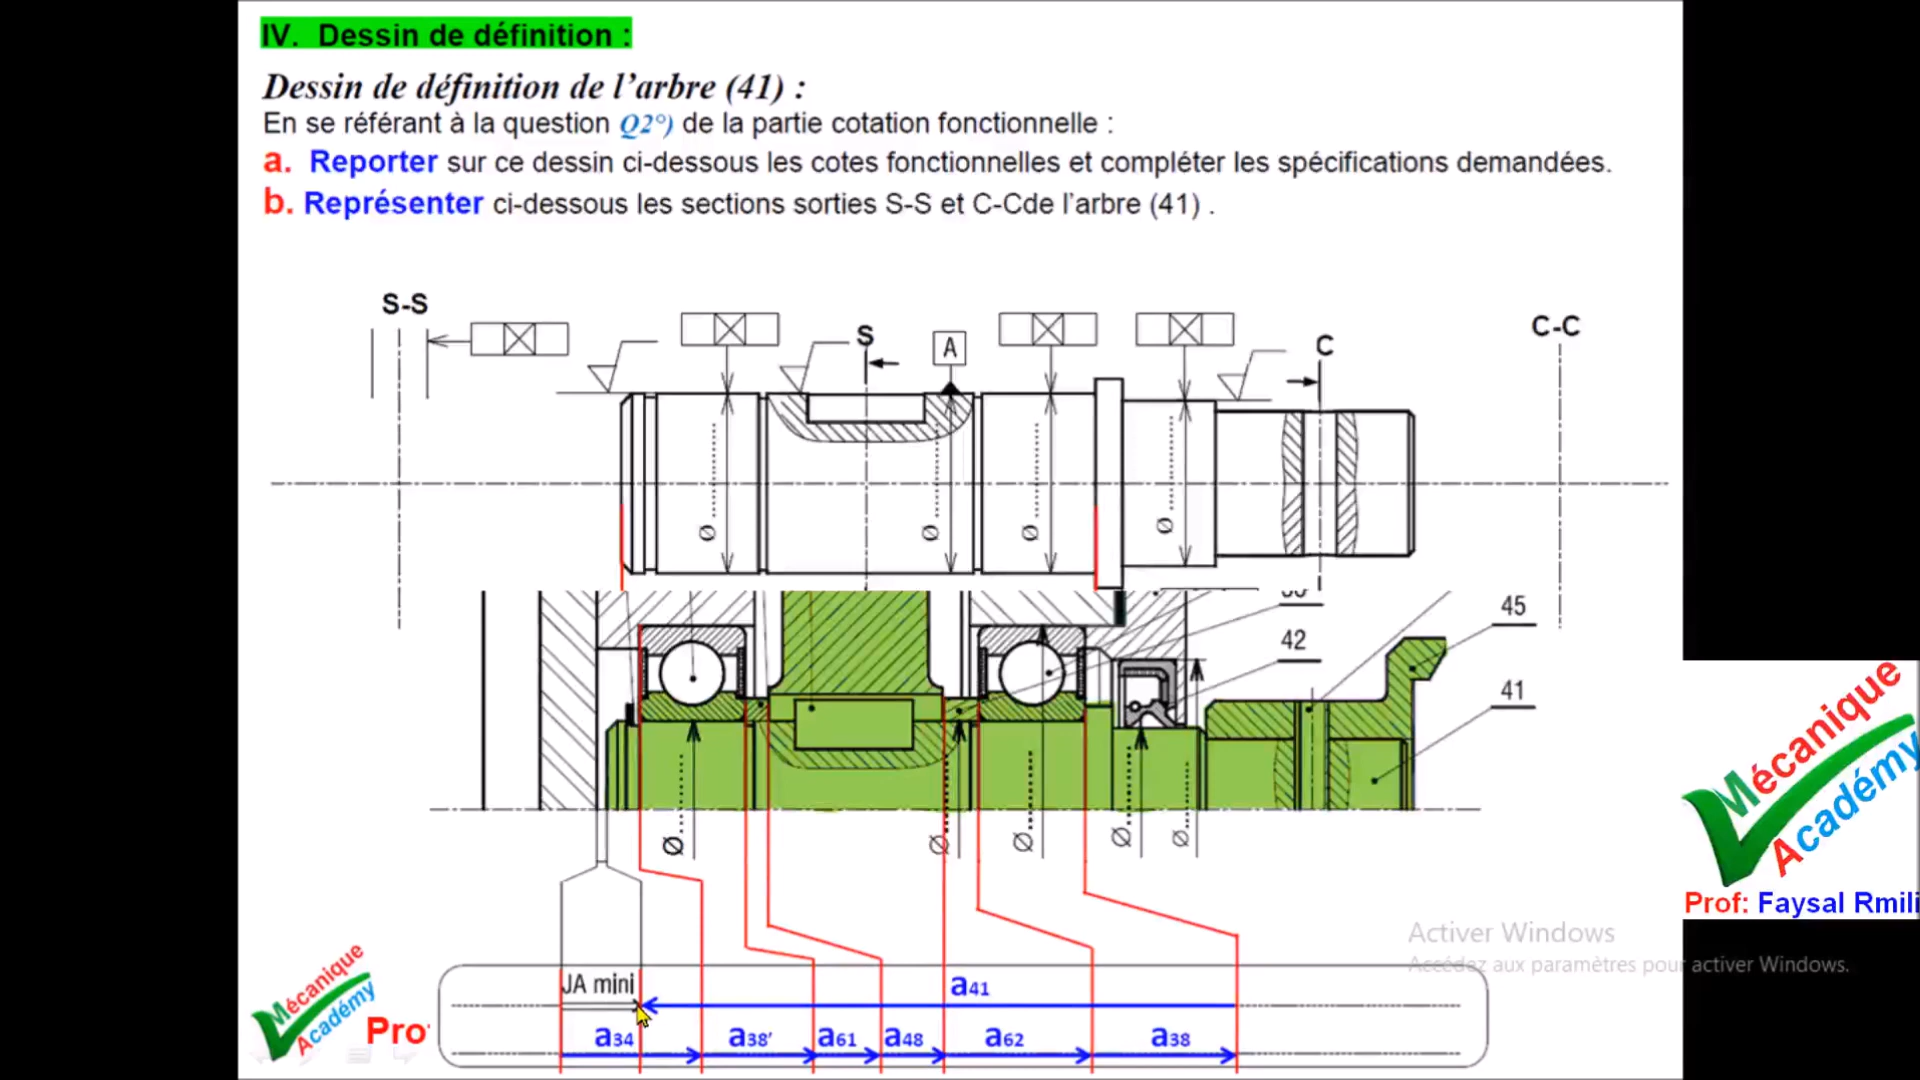 IV. Dessin de définition :
Dessin de définition de l'arbre (41) :
En se référant à la question Q2°) de la partie cotation fonctionnelle :
a. Reporter sur ce dessin ci-dessous les cotes fonctionnelles et compléter les spécifications demandées.
b. Représenter ci-dessous les sections sorties S-S et C-Cde l'arbre (41) .
S-S
S
A
C
C-C
Ø
Ø
Ø
Ø
45
42
41
Ø
Ø
Ø
Ø
Ø
Mécanique
Académy
Prof: Faysal Rmili
Activer Windows
Accédez aux paramètres pour activer Windows.
Mécanique
Académy
Pro
JA mini
a41
a34
a38'
a61
a48
a62
a38